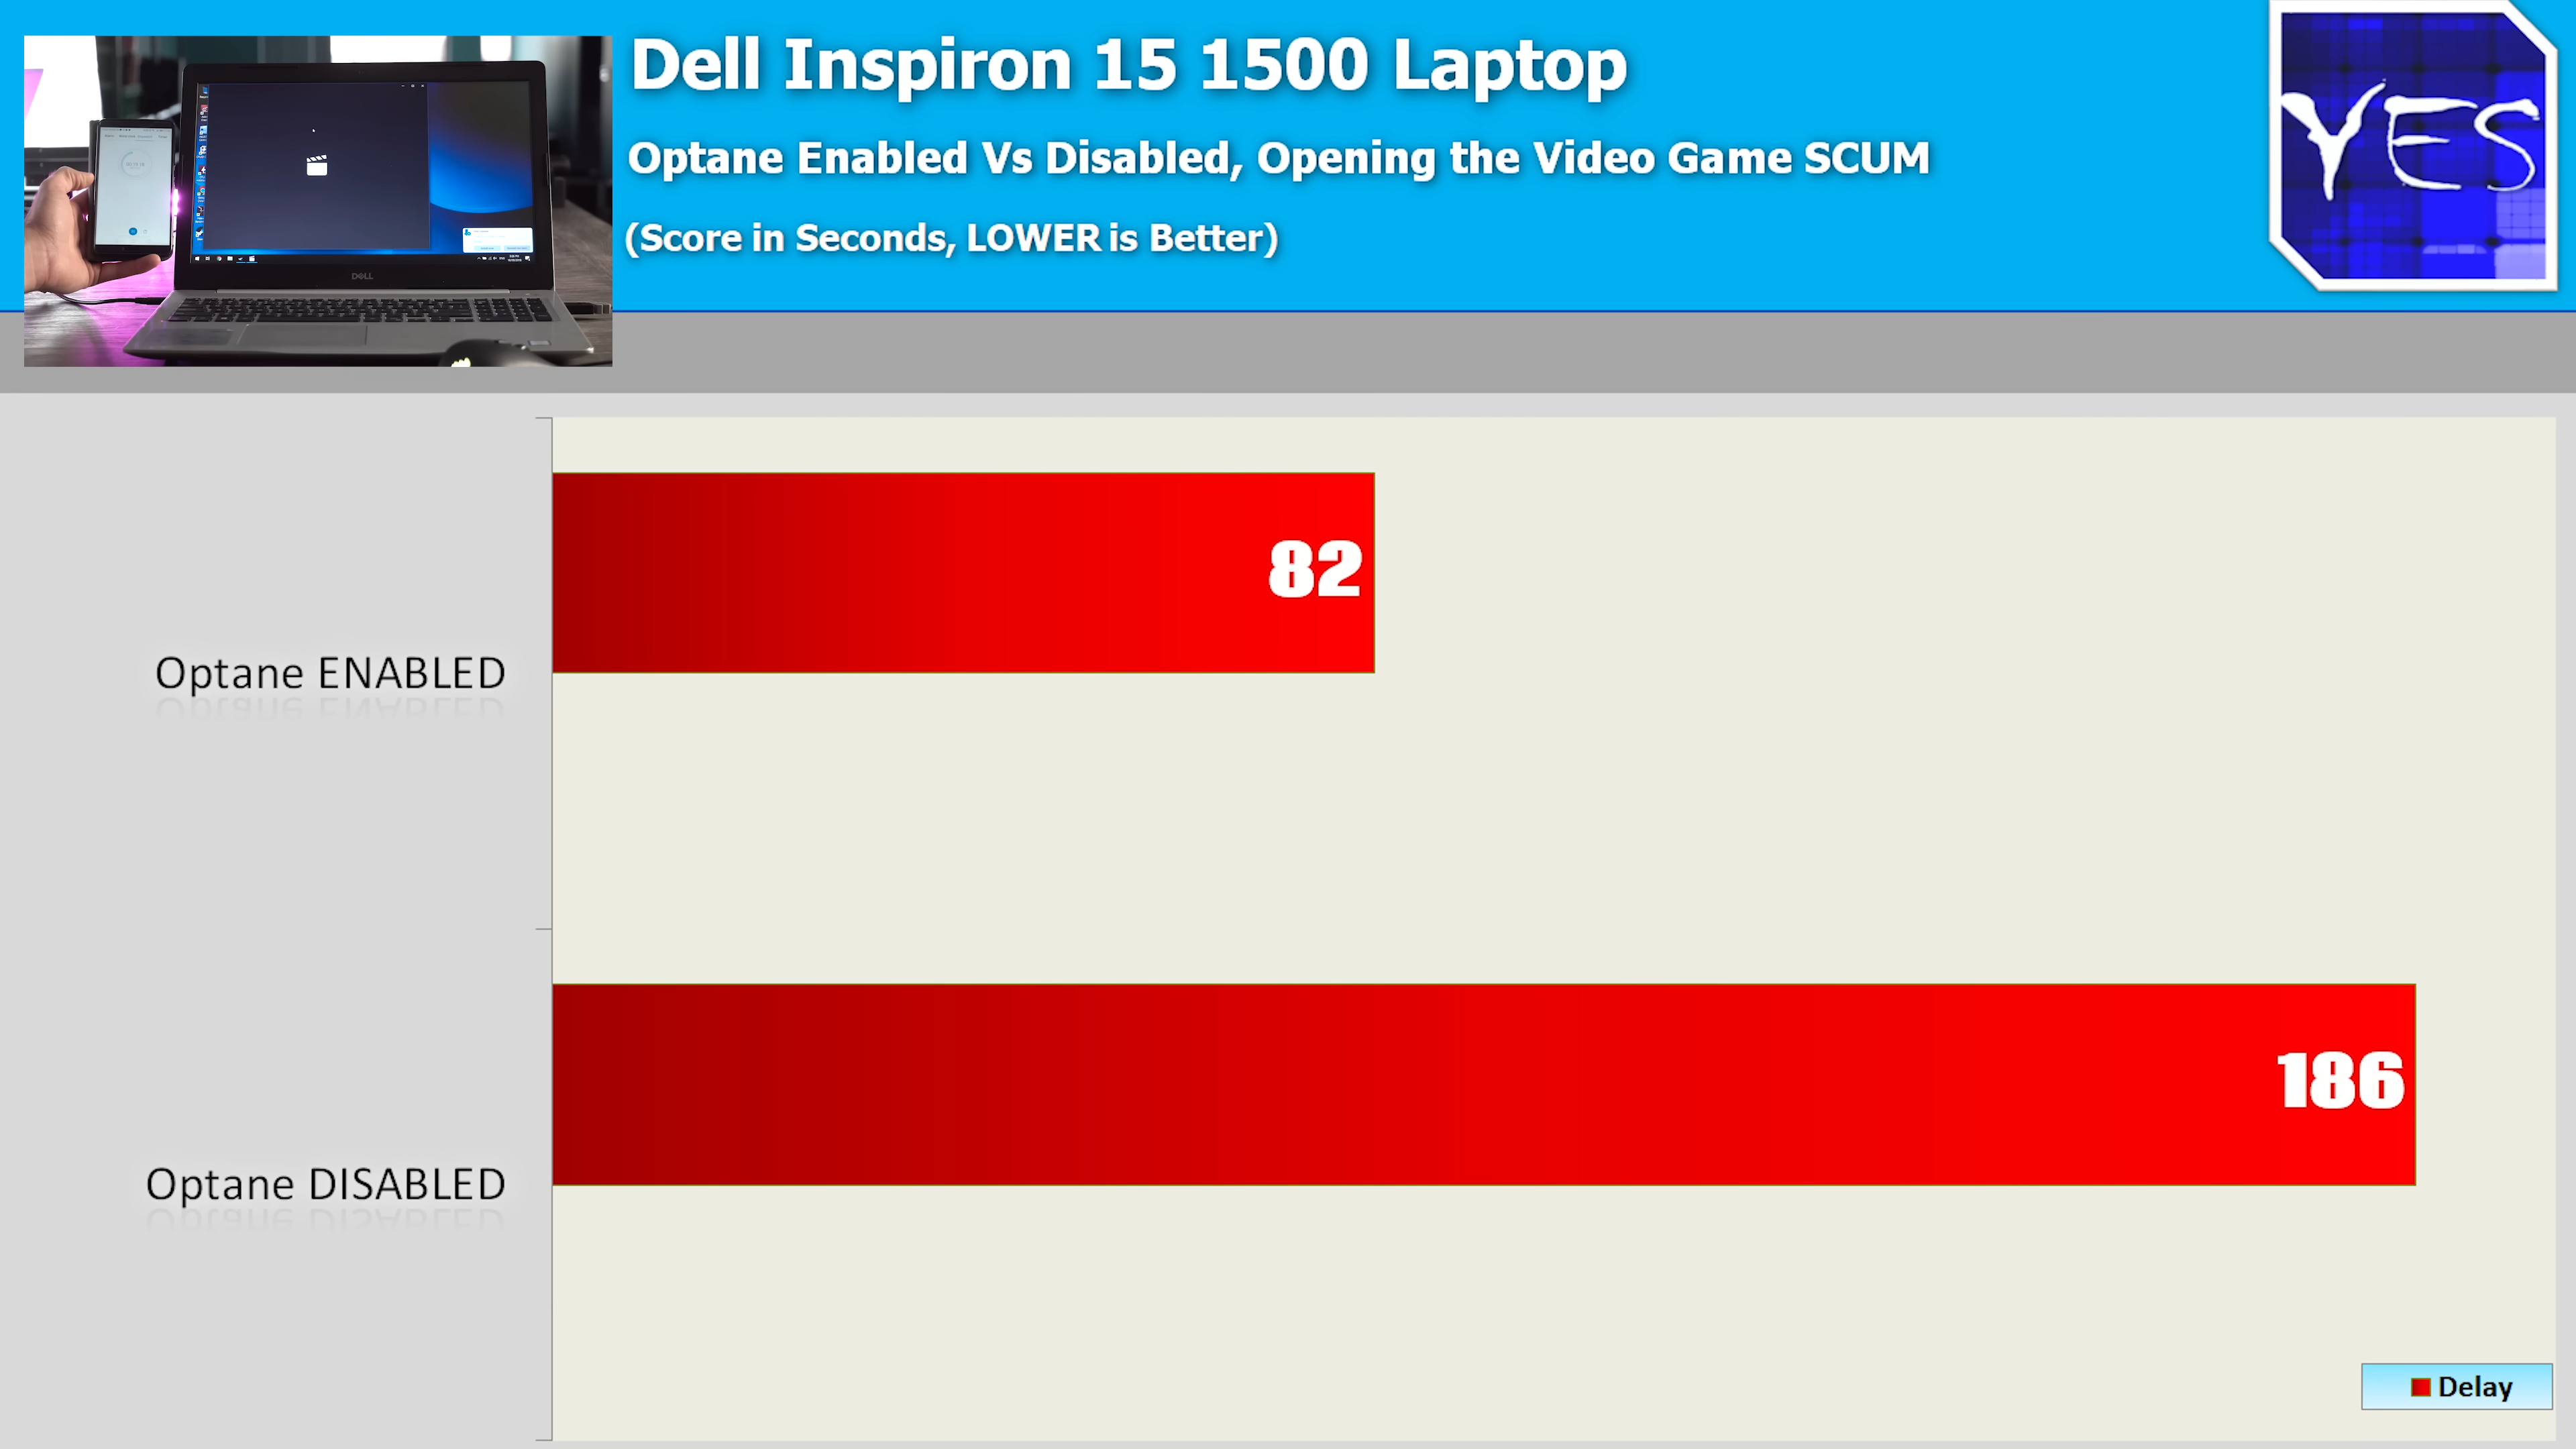 Dell Inspiron 15 1500 Laptop
Optane Enabled Vs Disabled, Opening the Video Game SCUM
(Score in Seconds, LOWER is Better)
YES
DELL
82
Optane ENABLED
186
Optane DISABLED
Delay